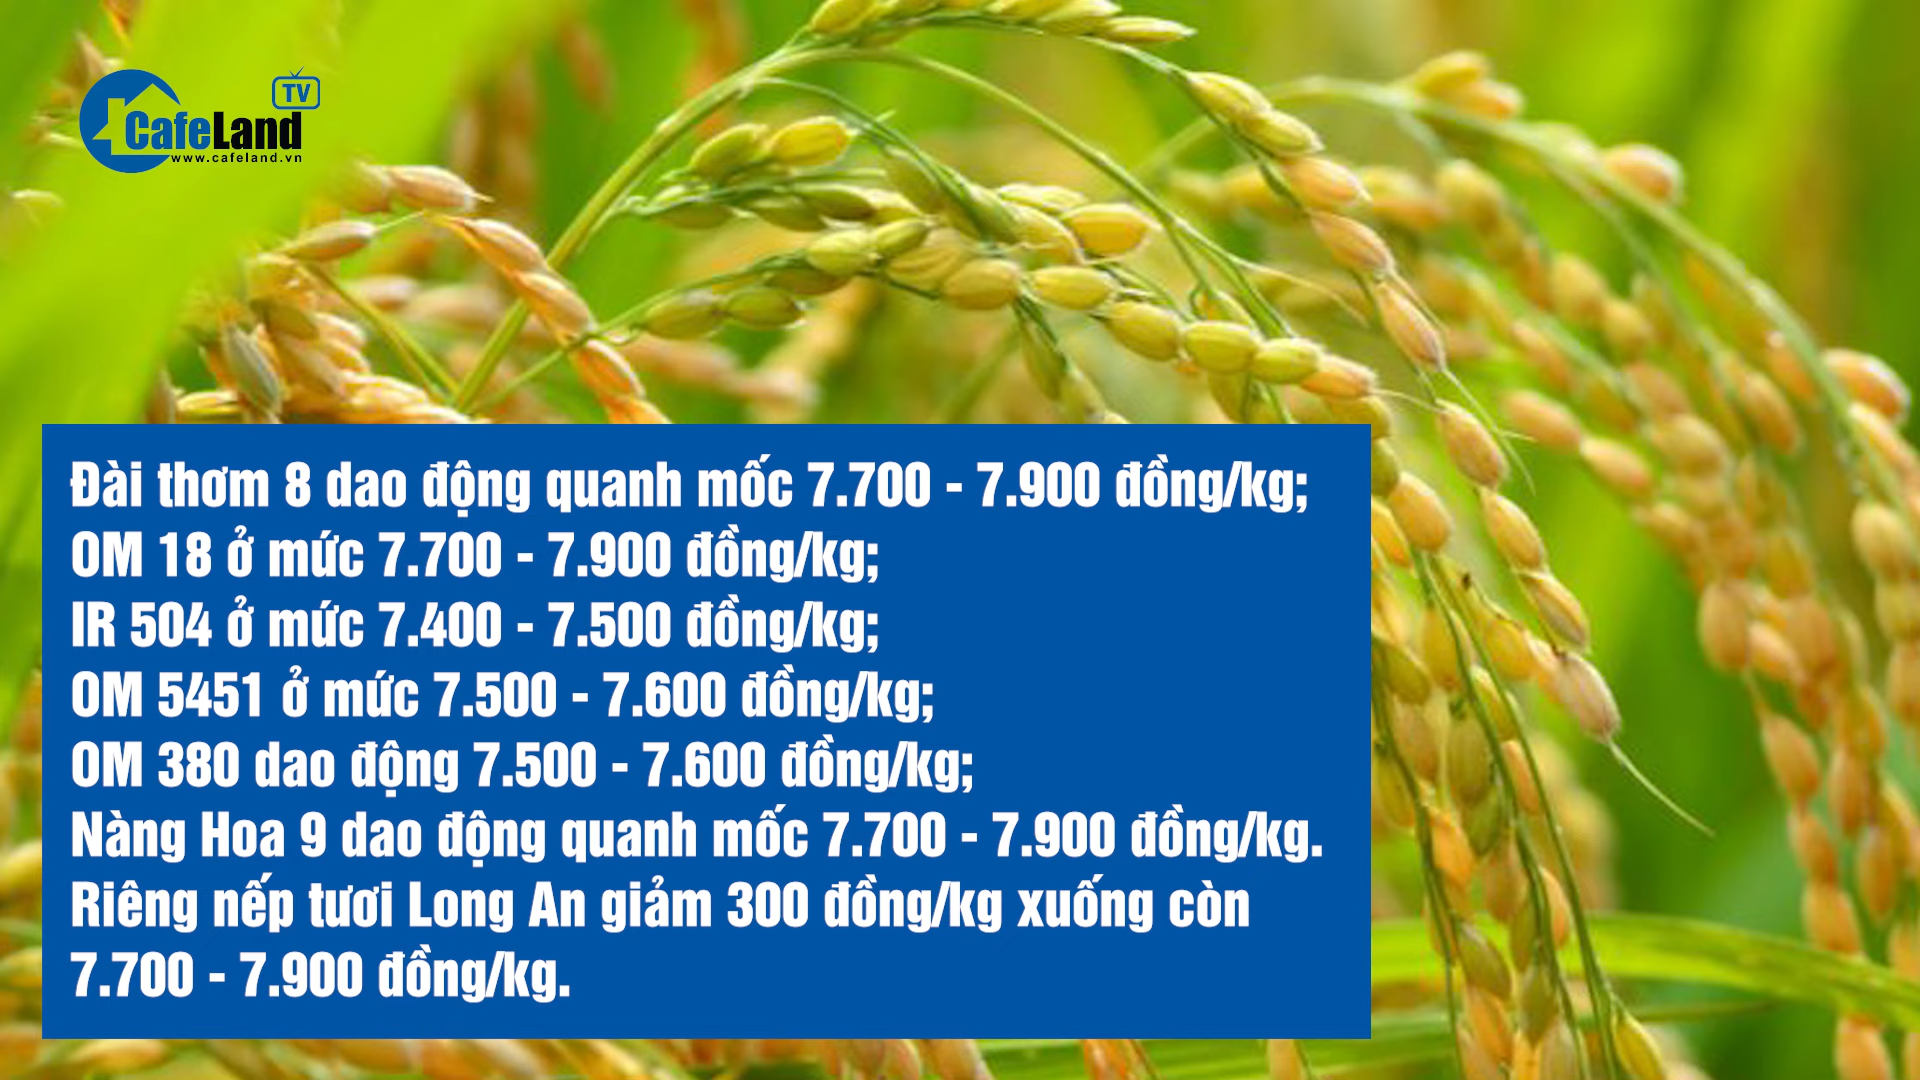 TV
CafeLand
www.cafeland.vn
Đài thơm 8 dao động quanh mốc 7.700 - 7.900 đồng/kg;
OM 18 ở mức 7.700 - 7.900 đồng/kg;
IR 504 ở mức 7.400 - 7.500 đồng/kg;
OM 5451 ở mức 7.500 - 7.600 đồng/kg;
OM 380 dao động 7.500 - 7.600 đồng/kg;
Nàng Hoa 9 dao động quanh mốc 7.700 - 7.900 đồng/kg.
Riêng nếp tươi Long An giảm 300 đồng/kg xuống còn
7.700 - 7.900 đồng/kg.